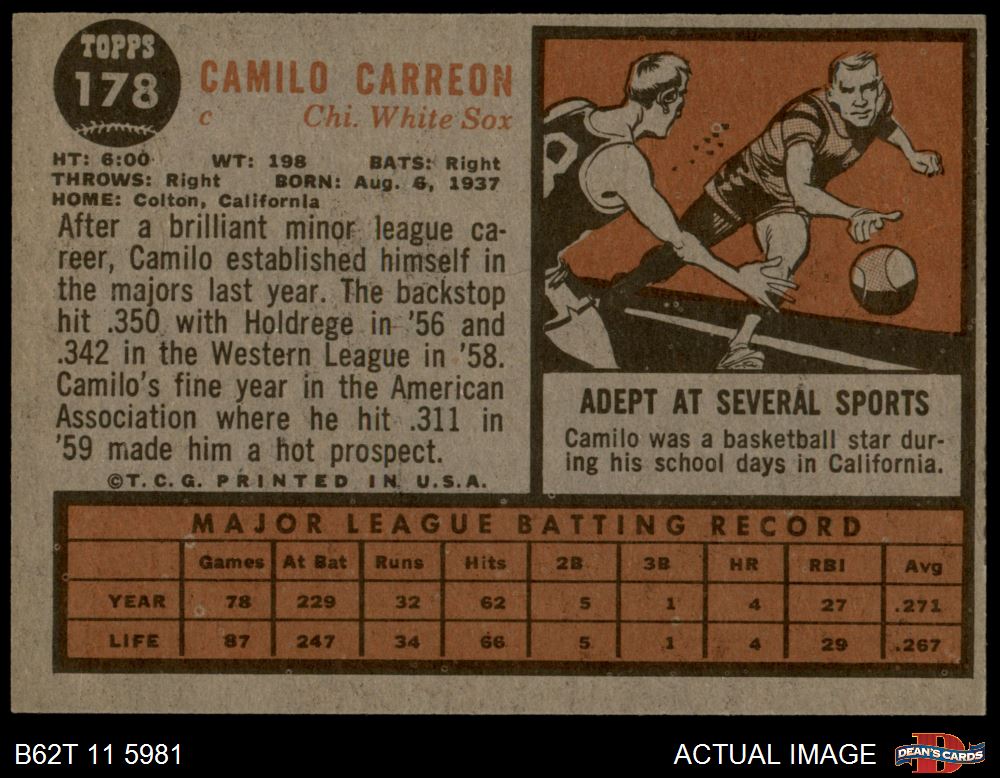 TOPPS
178
CAMILO CARREON
c Chi. White Sox
HT: 6:00 WT: 198 BATS: Right
THROWS: Right BORN: Aug. 6, 1937
HOME: Colton, California
After a brilliant minor league ca-
reer, Camilo established himself in
the majors last year. The backstop
hit .350 with Holdrege in '56 and
.342 in the Western League in '58.
Camilo's fine year in the American
Association where he hit .311 in
'59 made him a hot prospect.
©T.C.G. PRINTED IN U.S.A.
ADEPT AT SEVERAL SPORTS
Camilo was a basketball star dur-
ing his school days in California.
MAJOR LEAGUE BATTING RECORD
Games At Bat Runs Hits 2B 3B HR RBI Avg
YEAR 78 229 32 62 5 1 4 27 .271
LIFE 87 247 34 66 5 1 4 29 .267
B62T 11 5981 ACTUAL IMAGE DEAN'S CARDS